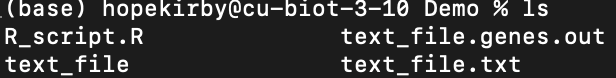 (base) hopekirby@cu-biot-3-10 Demo % ls
R_script.R text_file.genes.out
text_file text_file.txt